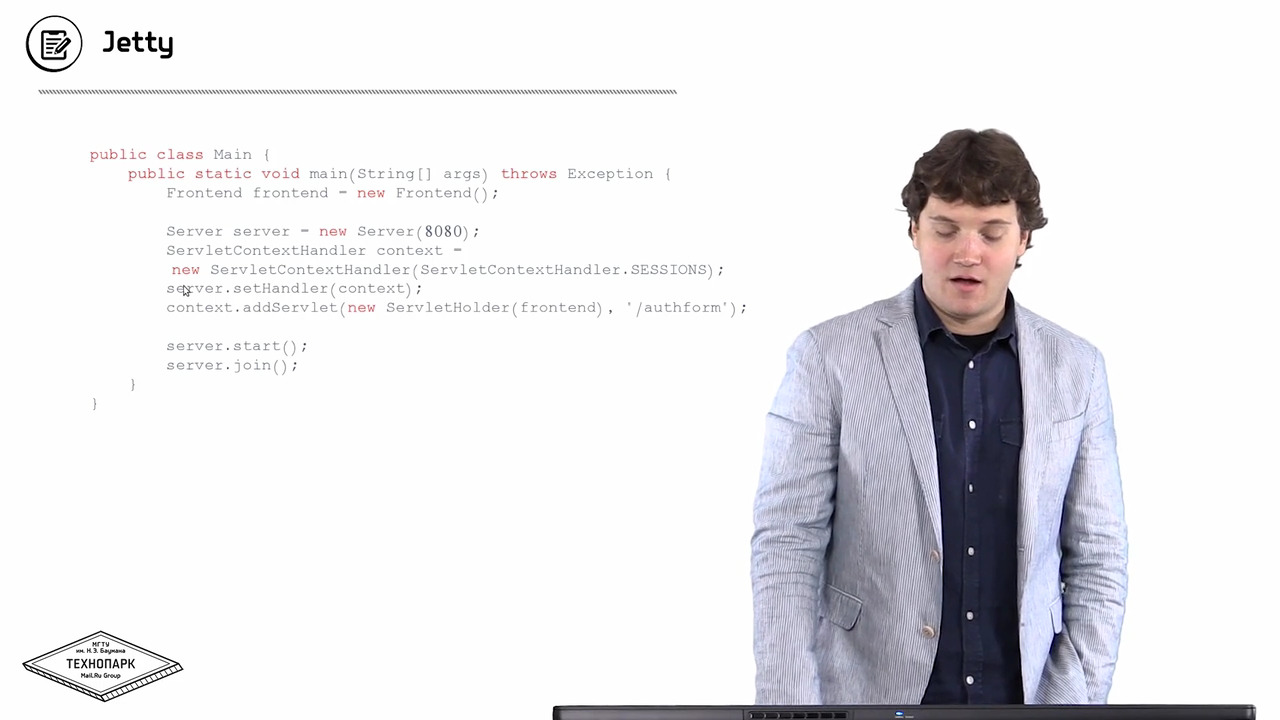 Jetty
public class Main {
public static void main(String[] args) throws Exception {
Frontend frontend = new Frontend();
Server server = new Server(8080);
ServletContextHandler context =
new ServletContextHandler(ServletContextHandler.SESSIONS);
server.setHandler(context);
context.addServlet(new ServletHolder(frontend), '/authform');
server.start();
server.join();
}
}
МГТУ
им. Н.Э. Баумана
ТЕХНОПАРК
Mail.Ru Group